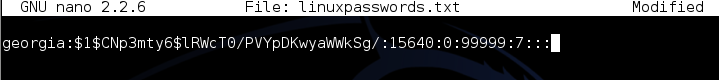 GNU nano 2.2.6 File: linuxpasswords.txt Modified
georgia:$1$CNp3mty6$lRWcT0/PVYpDKwyaWWkSg/:15640:0:99999:7:::